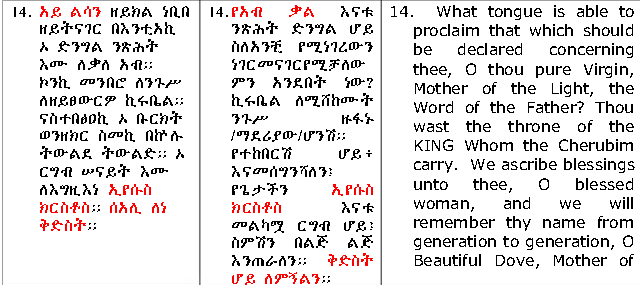 14. አይ ልሳን ዘይክል ነቢበ
ዘይትናገር በእንቲአኪ
ኦ ድንግል ንጽሕት
እሙ ለቃለ አብ።
ኮንኪ መንበሮ ለንጉሥ
ለዘይፀውርዎ ኪሩቤል።
ናስተበፅዐኪ ኦ ቡርክት
ወንዘክር ስመኪ በኵሉ
ትውልደ ትውልድ። ኦ
ርግብ ሠናይት እሙ
ለእግዚእነ ኢየሱስ
ክርስቶስ። ሰአሊ ለነ
ቅድስት።
14.የአብ ቃል እናቱ
ንጽሕት ድንግል ሆይ
ስለአንቺ የሚነገረውን
ነገርመናገርየሚቻለው
ምን አንደበት ነው?
ኪሩቤል ለሚሸከሙት
ንጉሥ ዙፋኑ
/ማደሪያው/ሆንሽ።
የተከበርሽ ሆይ፥
እናመሰግንሻለን፤
የጌታችን ኢየሱስ
ክርስቶስ እናቱ
መልካሟ ርግብ ሆይ፤
ስምሽን በልጅ ልጅ
እንጠራለን። ቅድስት
ሆይ ለምኝልን።
14. What tongue is able to
proclaim that which should
be declared concerning
thee, O thou pure Virgin,
Mother of the Light, the
Word of the Father? Thou
wast the throne of the
KING Whom the Cherubim
carry. We ascribe blessings
unto thee, O blessed
woman, and we will
remember thy name from
generation to generation, O
Beautiful Dove, Mother of